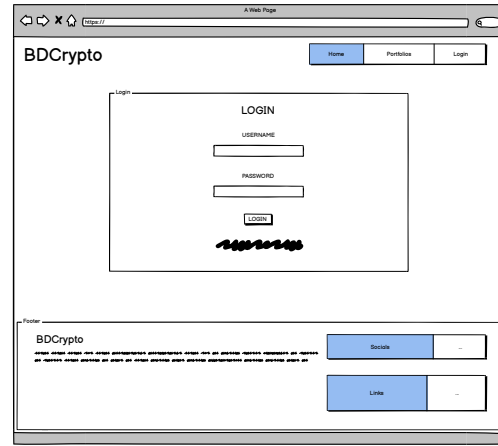 A Web Page
https://
BDCrypto
Home Portfolios Login
Login
LOGIN
USERNAME
PASSWORD
LOGIN
Footer
BDCrypto
Socials ...
Links ...